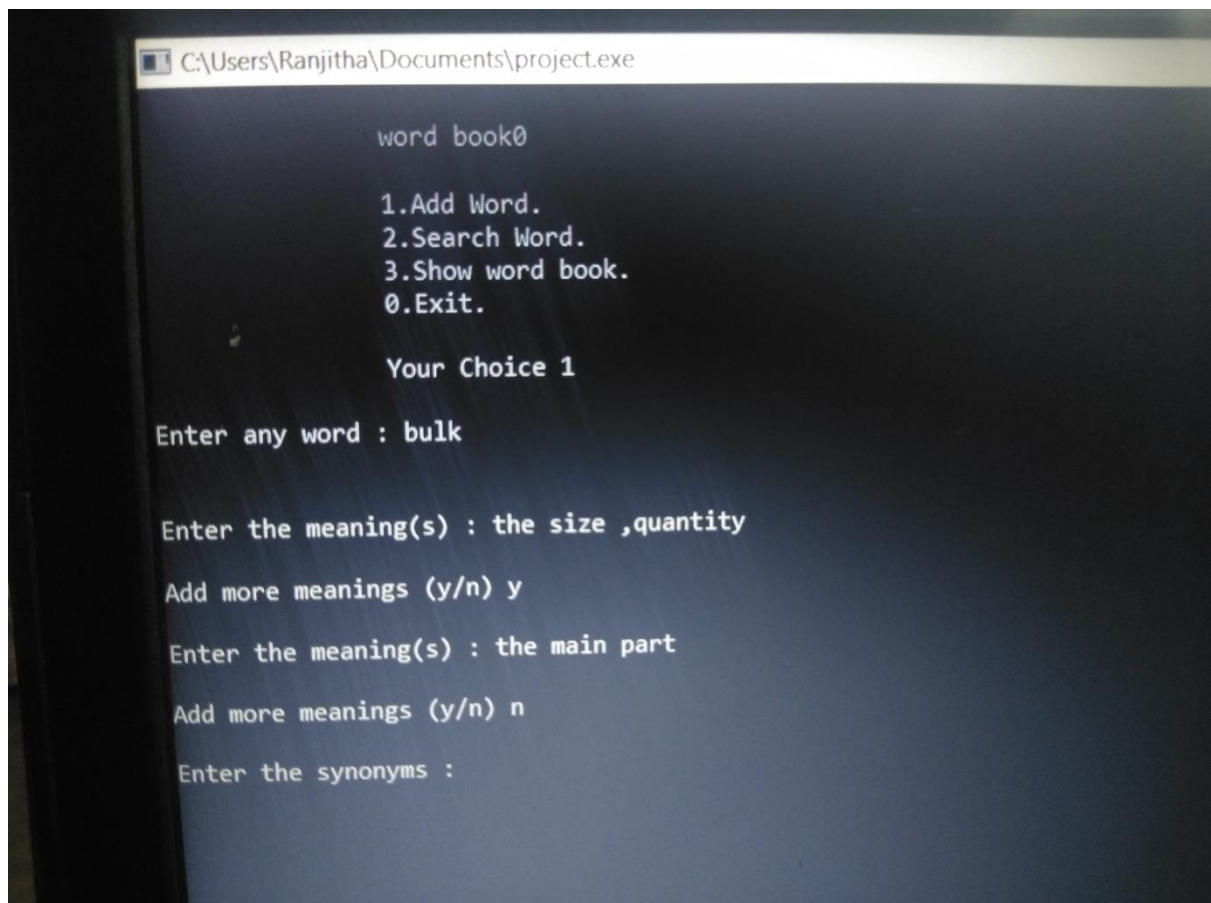 C:\Users\Ranjitha\Documents\project.exe
word book0
1.Add Word.
2.Search Word.
3.Show word book.
0.Exit.
Your Choice 1
Enter any word : bulk
Enter the meaning(s) : the size ,quantity
Add more meanings (y/n) y
Enter the meaning(s) : the main part
Add more meanings (y/n) n
Enter the synonyms :